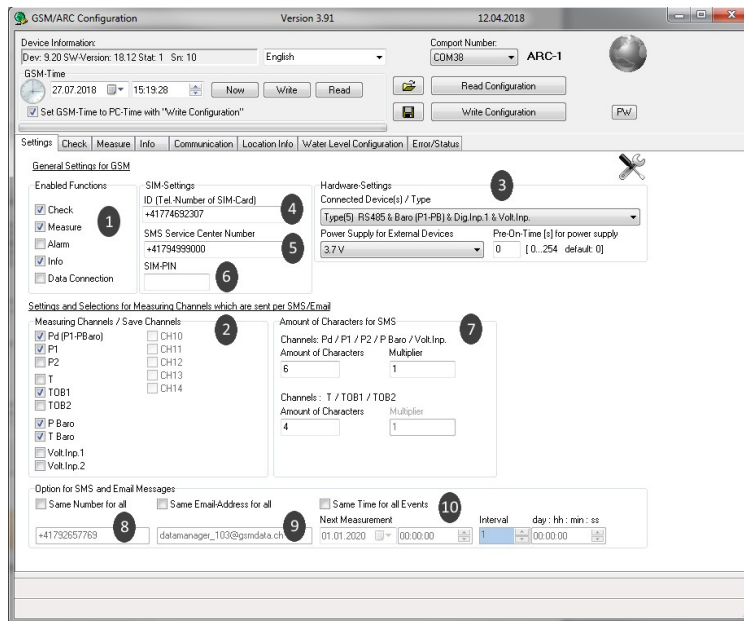 GSM/ARC Configuration Version 3.91 12.04.2018
Device Information:
Dev: 9.20 SW-Version: 18.12 Stat: 1 Sn: 10
English
Comport Number:
COM38
ARC-1
GSM-Time
27.07.2018 15:19:28 Now Write Read
Set GSM-Time to PC-Time with "Write Configuration"
Read Configuration
Write Configuration
PW
Settings Check Measure Info Communication Location Info Water Level Configuration Error/Status
General Settings for GSM
Enabled Functions
Check
Measure
Alarm
Info
Data Connection
1
SIM-Settings
ID (Tel.-Number of SIM-Card)
+41774692307
4
SMS Service Center Number
+41794999000
5
SIM-PIN
6
Hardware-Settings
3
Connected Device(s) / Type
Type(5) RS485 & Baro (P1-PB) & Dig.Inp.1 & Volt.Inp.
Power Supply for External Devices
3.7 V
Pre-On-Time [s] for power supply
0 [ 0...254 default: 0]
Settings and Selections for Measuring Channels which are sent per SMS/Email
Measuring Channels / Save Channels
2
Pd (P1-PBaro)
P1
P2
T
TOB1
TOB2
P Baro
T Baro
Volt.Inp.1
Volt.Inp.2
CH10
CH11
CH12
CH13
CH14
Amount of Characters for SMS
7
Channels: Pd / P1 / P2 / P Baro / Volt.Inp.
Amount of Characters Multiplier
6 1
Channels : T / TOB1 / TOB2
Amount of Characters Multiplier
4 1
Option for SMS and Email Messages
Same Number for all
+41792657769
8
Same Email-Address for all
datamanager_103@gsmdata.ch
9
Same Time for all Events
10
Next Measurement Interval day : hh : min : ss
01.01.2020 00:00:00 1 00:00:00